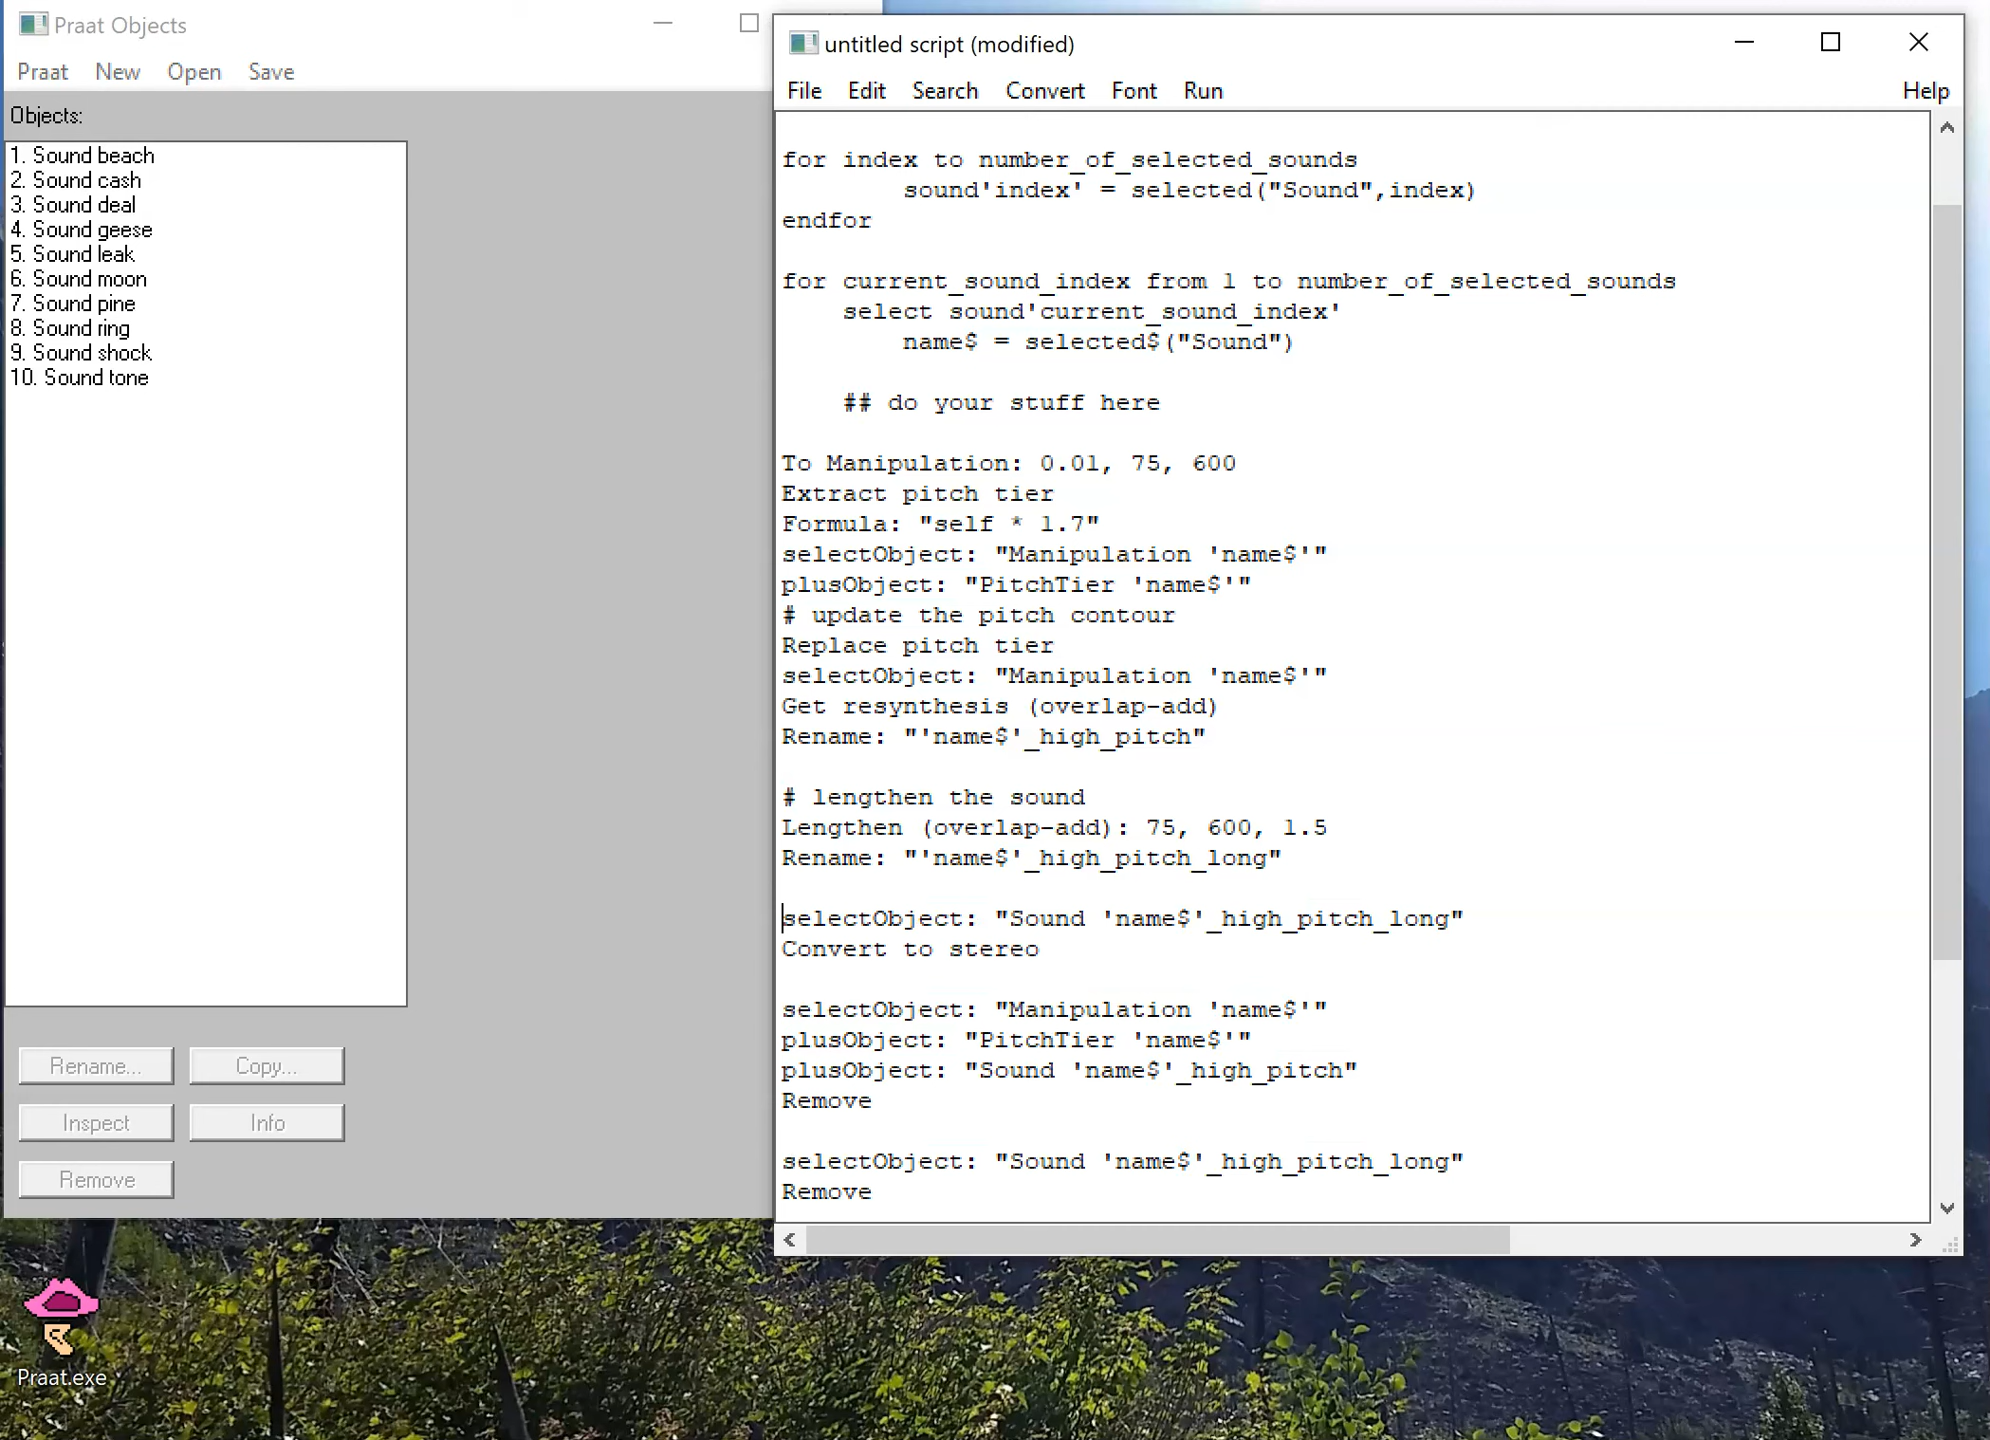 Praat Objects
Praat New Open Save
Objects:
1. Sound beach
2. Sound cash
3. Sound deal
4. Sound geese
5. Sound leak
6. Sound moon
7. Sound pine
8. Sound ring
9. Sound shock
10. Sound tone
Rename... Copy...
Inspect Info
Remove
untitled script (modified)
File Edit Search Convert Font Run Help
for index to number_of_selected_sounds
sound'index' = selected("Sound",index)
endfor
for current_sound_index from 1 to number_of_selected_sounds
select sound'current_sound_index'
name$ = selected$("Sound")
## do your stuff here
To Manipulation: 0.01, 75, 600
Extract pitch tier
Formula: "self * 1.7"
selectObject: "Manipulation 'name$'"
plusObject: "PitchTier 'name$'"
# update the pitch contour
Replace pitch tier
selectObject: "Manipulation 'name$'"
Get resynthesis (overlap-add)
Rename: "'name$'_high_pitch"
# lengthen the sound
Lengthen (overlap-add): 75, 600, 1.5
Rename: "'name$'_high_pitch_long"
selectObject: "Sound 'name$'_high_pitch_long"
Convert to stereo
selectObject: "Manipulation 'name$'"
plusObject: "PitchTier 'name$'"
plusObject: "Sound 'name$'_high_pitch"
Remove
selectObject: "Sound 'name$'_high_pitch_long"
Remove
Praat.exe